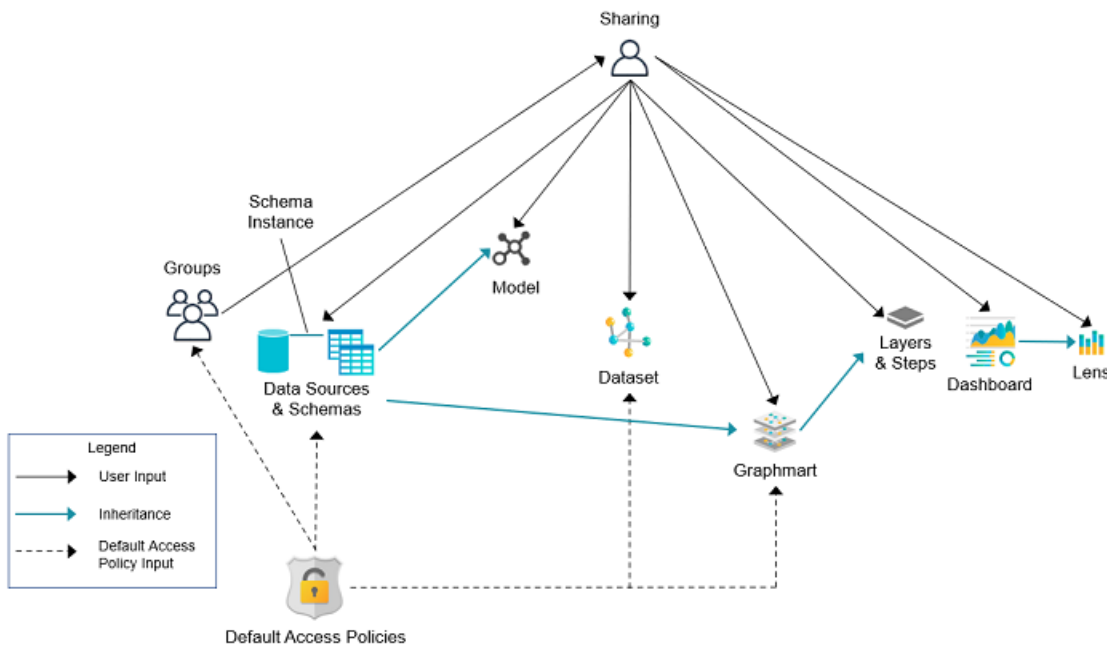 Sharing
Schema
Instance
Groups
Model
Data Sources
& Schemas
Dataset
Layers
& Steps
Dashboard
Lens
Graphmart
Legend
User Input
Inheritance
Default Access
Policy Input
Default Access Policies